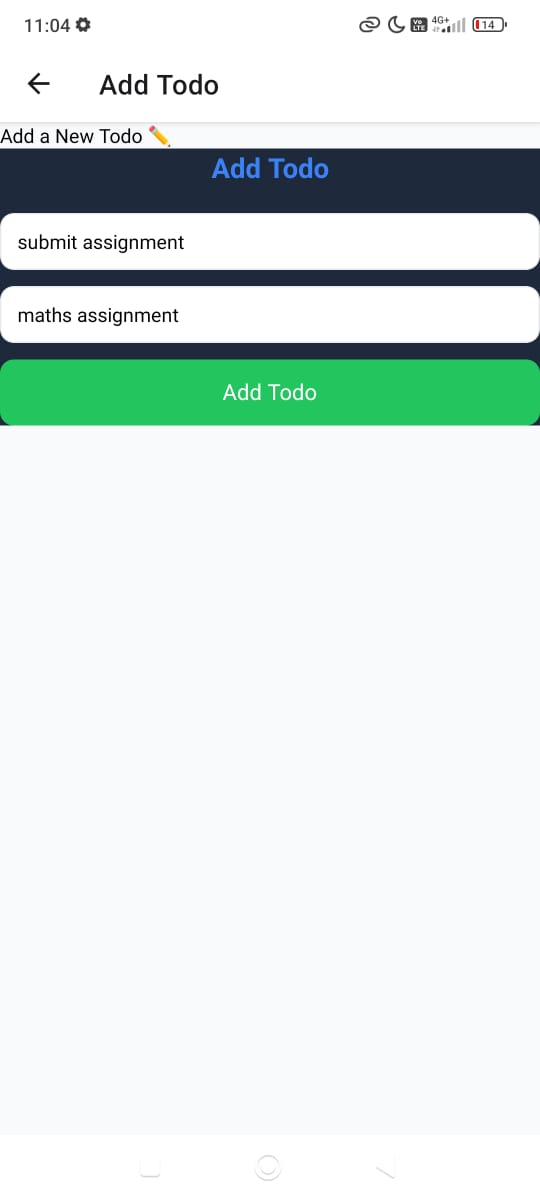 11:04
Vo LTE 4G+ 14
Add Todo
Add a New Todo ✏️
Add Todo
submit assignment
maths assignment
Add Todo